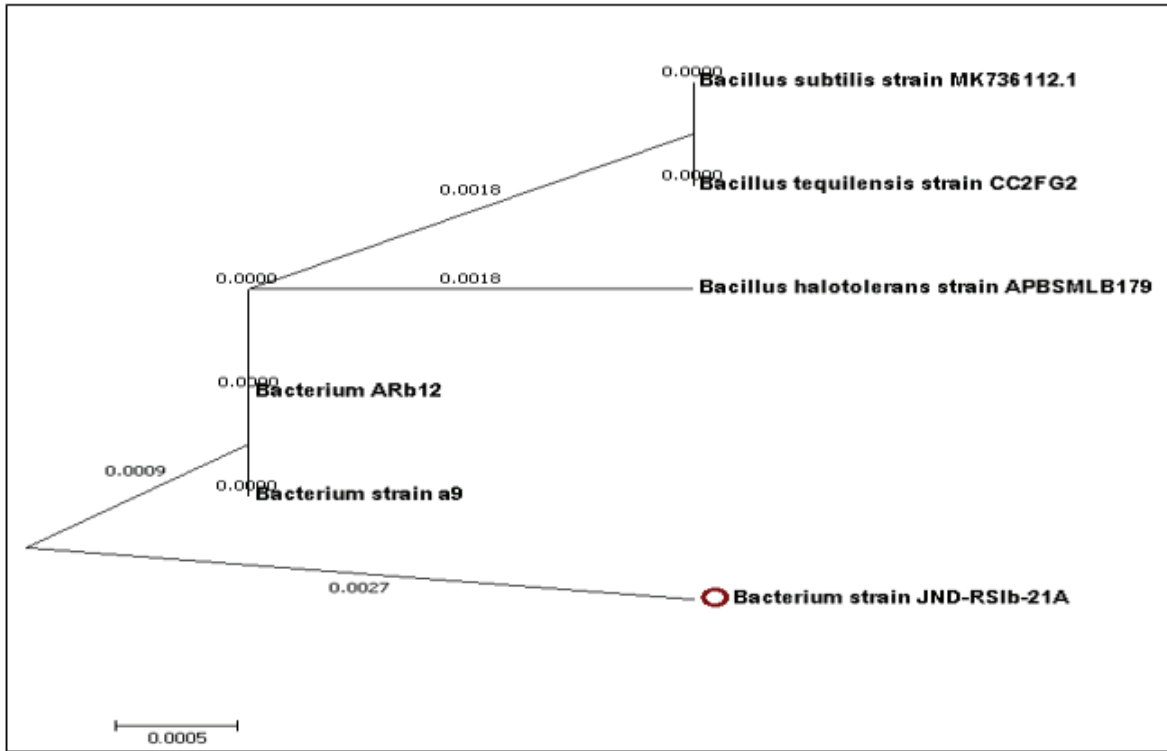 0.0000
Bacillus subtilis strain MK736112.1
0.0000
Bacillus tequilensis strain CC2FG2
0.0018
0.0000
0.0018
Bacillus halotolerans strain APBSMLB179
0.0000
Bacterium ARb12
0.0009
0.0000
Bacterium strain a9
0.0027
Bacterium strain JND-RSIb-21A
0.0005